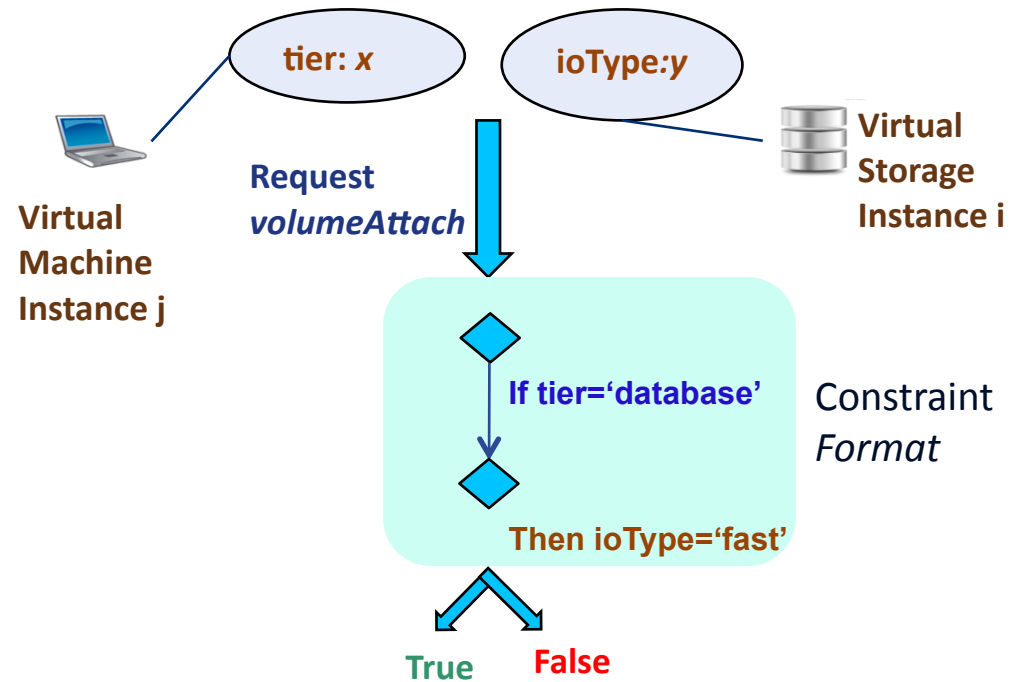 tier: x
ioType:y
Virtual
Storage
Instance i
Request
volumeAttach
Virtual
Machine
Instance j
If tier=‘database’
Constraint
Format
Then ioType=‘fast’
True
False